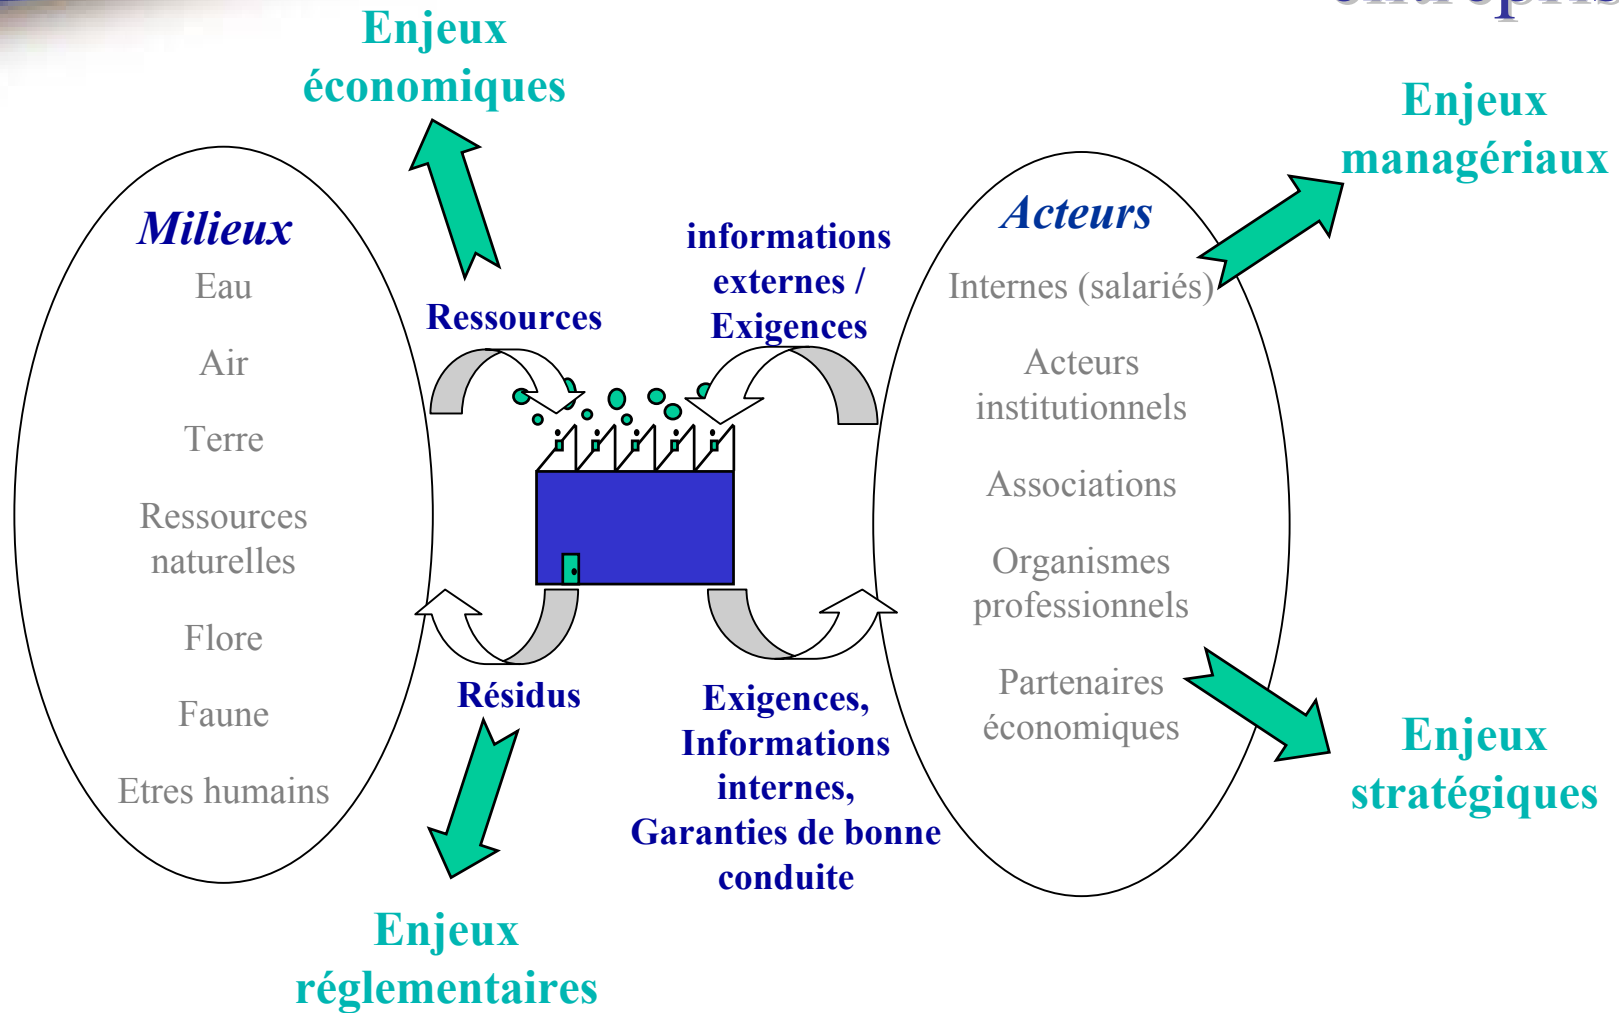 Enjeux
économiques
Enjeux
managériaux
Milieux
Eau
Air
Terre
Ressources
naturelles
Flore
Faune
Etres humains
Ressources
informations
externes /
Exigences
Résidus
Exigences,
Informations
internes,
Garanties de bonne
conduite
Acteurs
Internes (salariés)
Acteurs
institutionnels
Associations
Organismes
professionnels
Partenaires
économiques
Enjeux
stratégiques
Enjeux
réglementaires